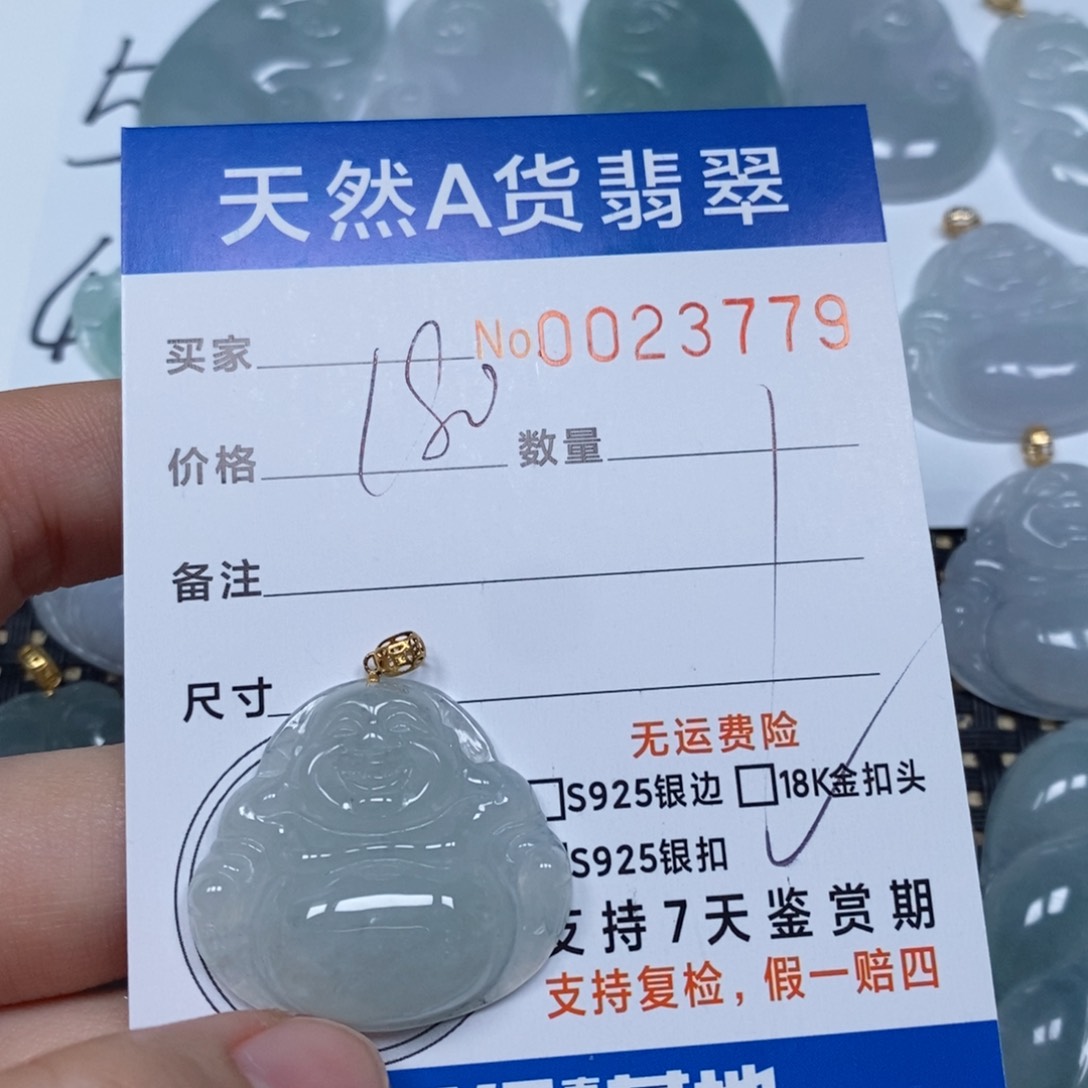 5
天然A货翡翠
4
买家 No0023779
价格 180 数量
备注
尺寸
无运费险
S925银边 18K金扣头
S925银扣
支持7天鉴赏期
支持复检，假一赔四